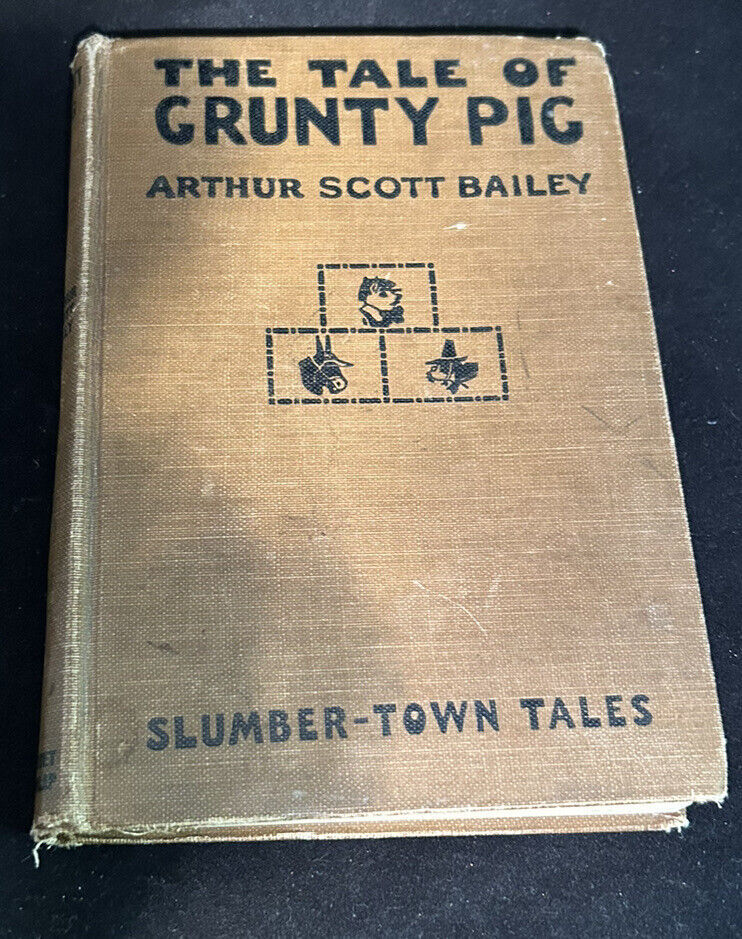 THE TALE OF
GRUNTY PIG
ARTHUR SCOTT BAILEY
SLUMBER-TOWN TALES